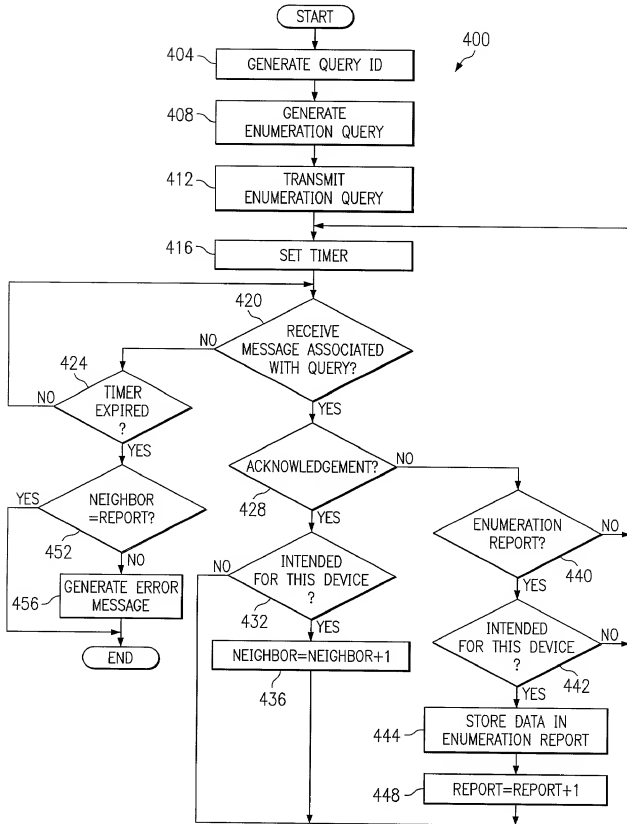 START
400
404
GENERATE QUERY ID
408
GENERATE
ENUMERATION QUERY
412
TRANSMIT
ENUMERATION QUERY
416
SET TIMER
420
RECEIVE
MESSAGE ASSOCIATED
WITH QUERY?
NO
YES
424
TIMER
EXPIRED
?
NO
YES
ACKNOWLEDGEMENT?
428
NO
YES
NEIGHBOR
=REPORT?
452
YES
NO
ENUMERATION
REPORT?
440
NO
YES
INTENDED
FOR THIS DEVICE
?
432
NO
YES
456
GENERATE ERROR
MESSAGE
END
NEIGHBOR=NEIGHBOR+1
436
INTENDED
FOR THIS DEVICE
?
442
NO
YES
444
STORE DATA IN
ENUMERATION REPORT
448
REPORT=REPORT+1